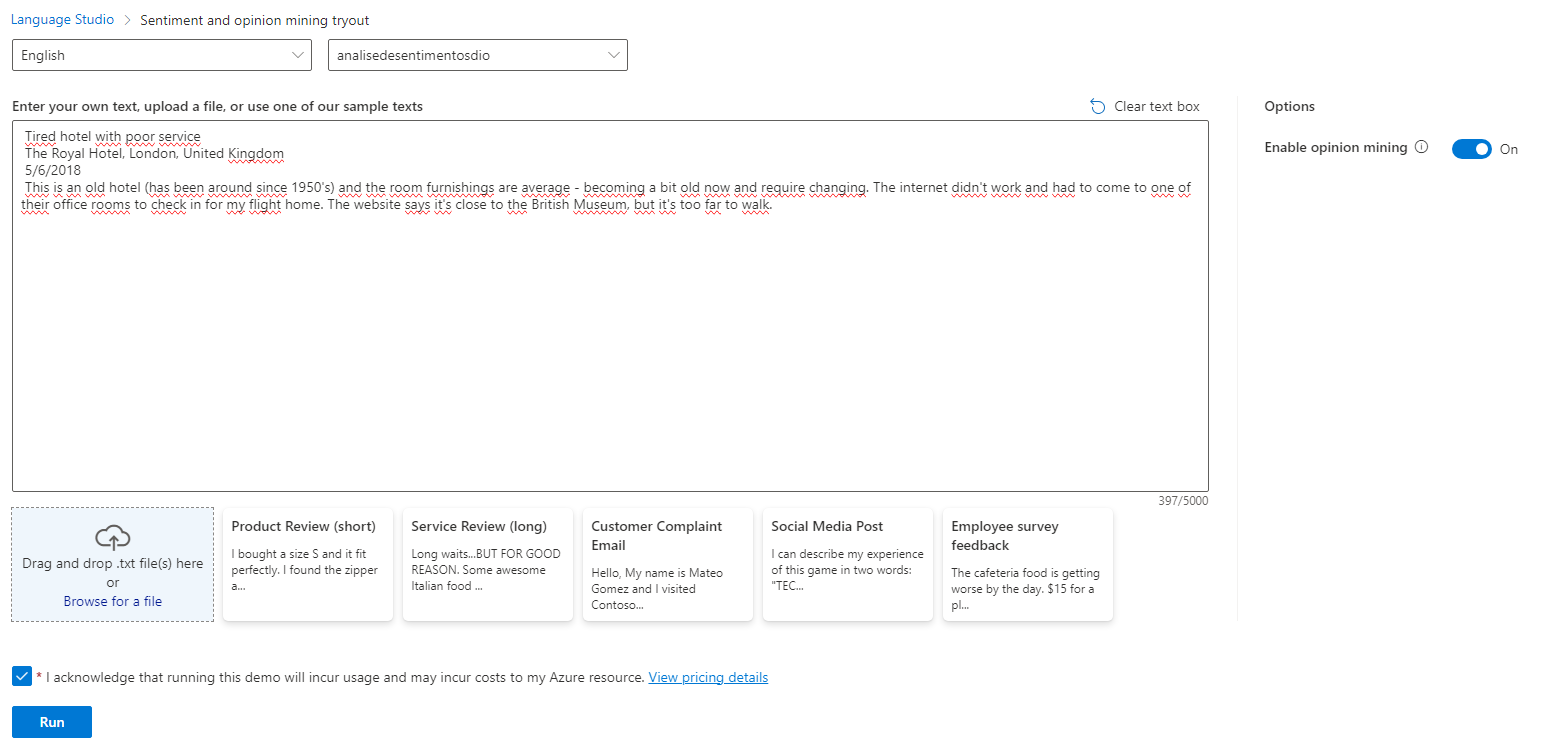 Language Studio > Sentiment and opinion mining tryout
English
analisedesentimentosdio
Enter your own text, upload a file, or use one of our sample texts
Clear text box
Tired hotel with poor service
The Royal Hotel, London, United Kingdom
5/6/2018
This is an old hotel (has been around since 1950's) and the room furnishings are average - becoming a bit old now and require changing. The internet didn't work and had to come to one of
their office rooms to check in for my flight home. The website says it's close to the British Museum, but it's too far to walk.
397/5000
Options
Enable opinion mining
On
Drag and drop .txt file(s) here
or
Browse for a file
Product Review (short)
I bought a size S and it fit
perfectly. I found the zipper
a...
Service Review (long)
Long waits...BUT FOR GOOD
REASON. Some awesome
Italian food ...
Customer Complaint
Email
Hello, My name is Mateo
Gomez and I visited
Contoso...
Social Media Post
I can describe my experience
of this game in two words:
"TEC...
Employee survey
feedback
The cafeteria food is getting
worse by the day. $15 for a
pl...
* I acknowledge that running this demo will incur usage and may incur costs to my Azure resource. View pricing details
Run